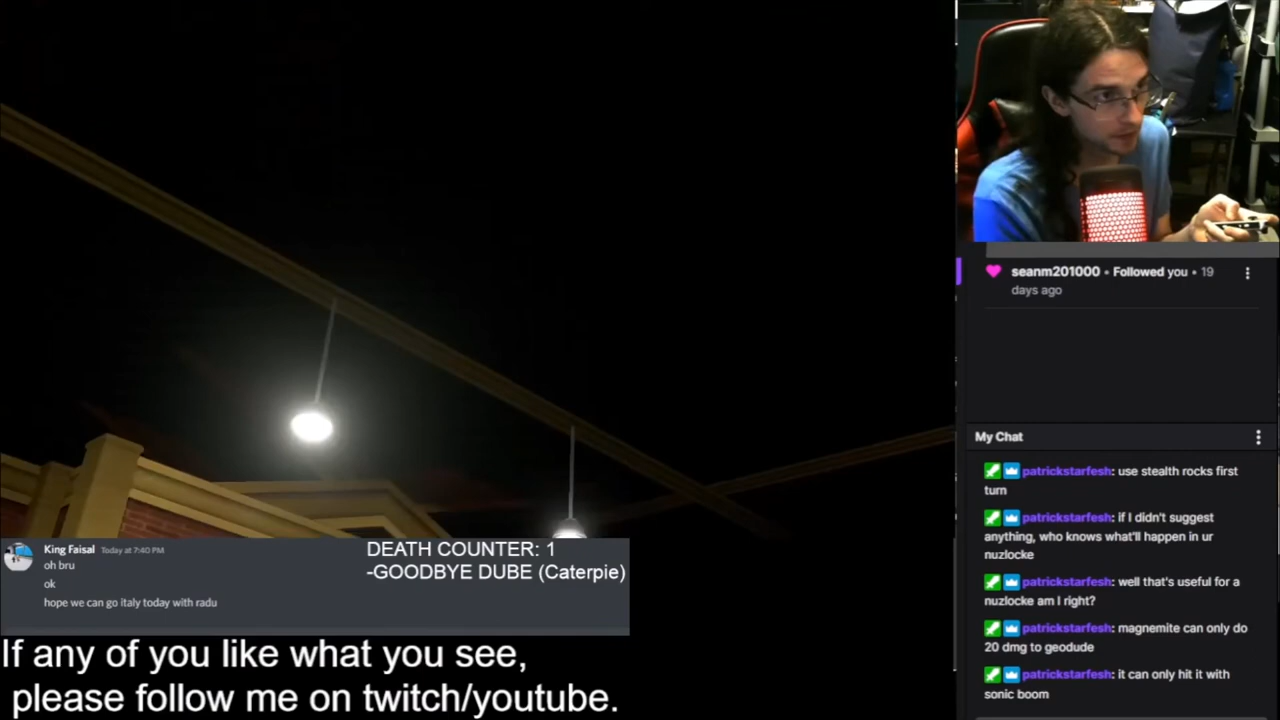 seanm201000 • Followed you • 19
days ago
My Chat
patrickstarfesh: use stealth rocks first
turn
patrickstarfesh: if I didn't suggest
anything, who knows what'll happen in ur
nuzlocke
patrickstarfesh: well that's useful for a
nuzlocke am I right?
patrickstarfesh: magnemite can only do
20 dmg to geodude
patrickstarfesh: it can only hit it with
sonic boom
King Faisal Today at 7:40 PM
oh bru
ok
hope we can go italy today with radu
DEATH COUNTER: 1
-GOODBYE DUBE (Caterpie)
If any of you like what you see,
please follow me on twitch/youtube.